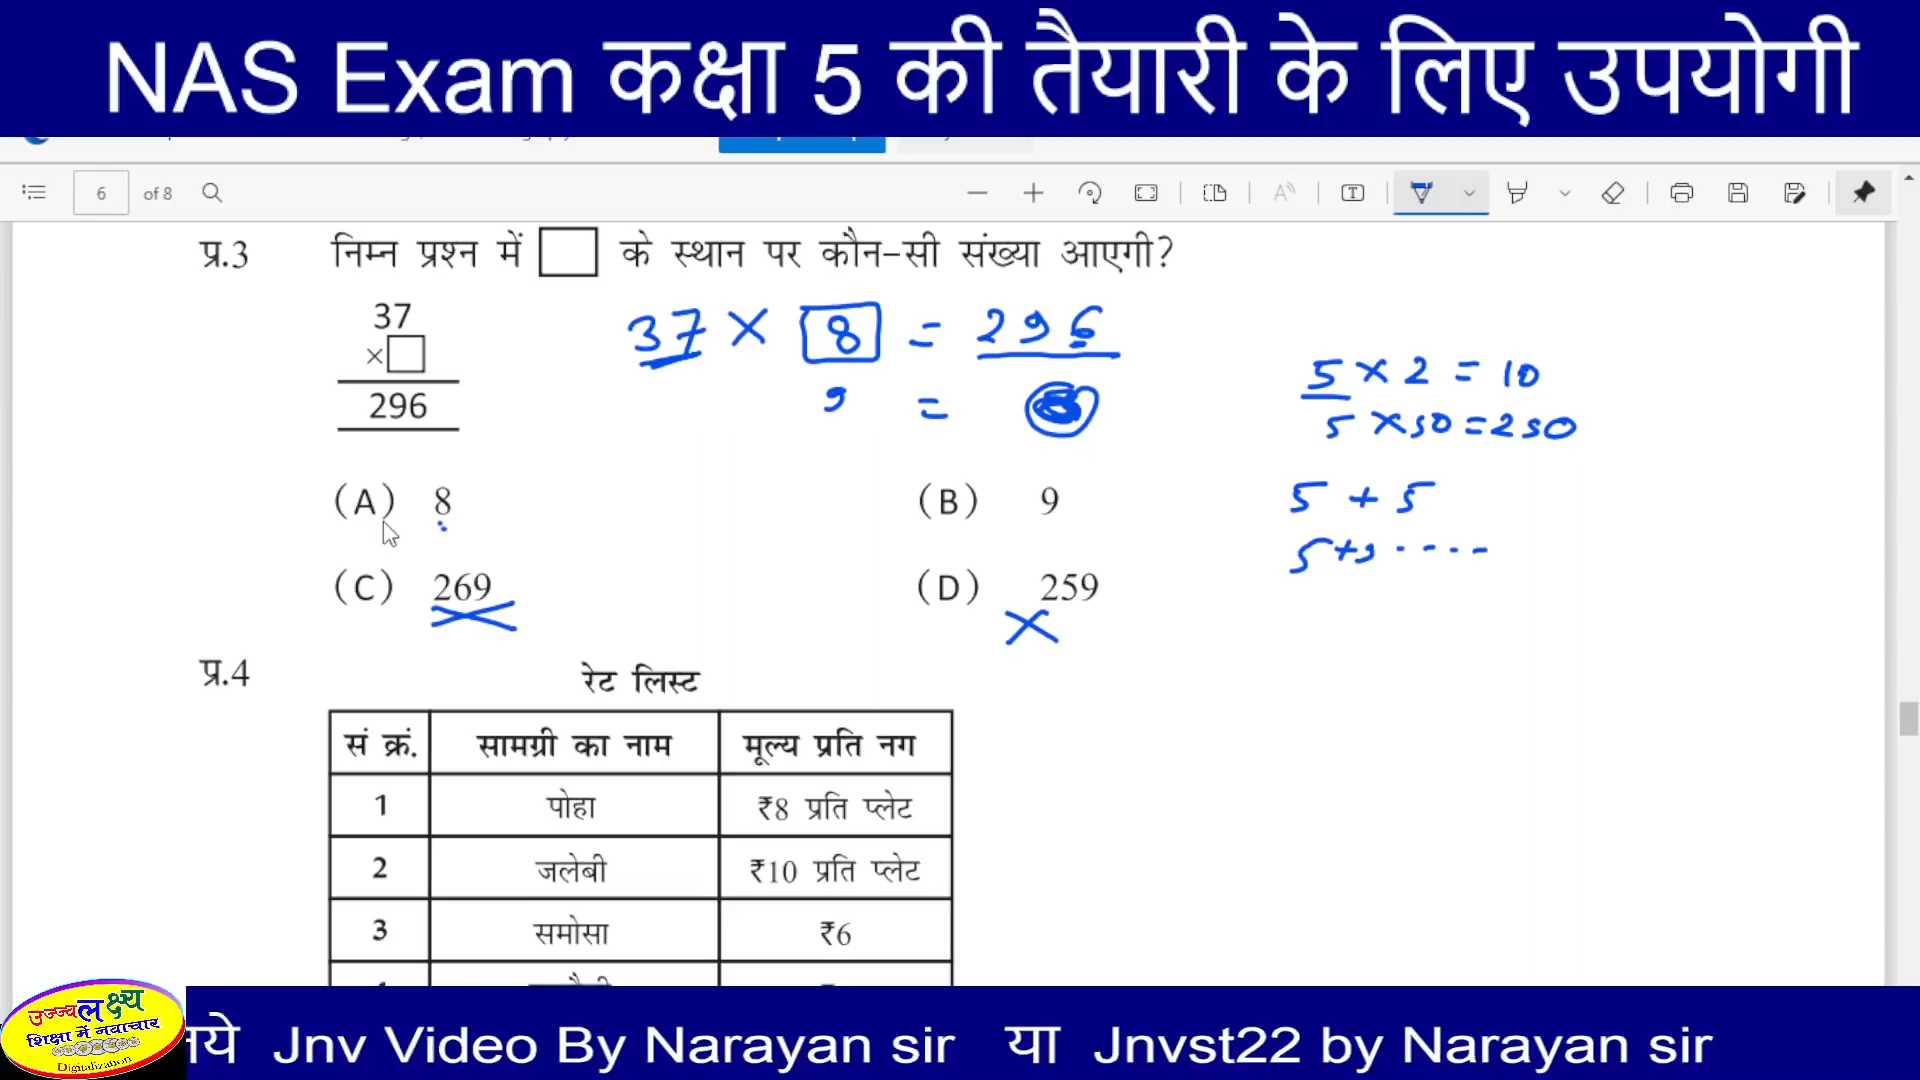 NAS Exam कक्षा 5 की तैयारी के लिए उपयोगी
6 of 8
प्र.3 निम्न प्रश्न में □ के स्थान पर कौन-सी संख्या आएगी?
37
×□
296
37 × 8 = 296
9 =
5 × 2 = 10
5 × 50 = 250
5 + 5
5+5 ....
(A) 8 (B) 9
(C) 269 (D) 259
प्र.4 रेट लिस्ट
सं क्रं. सामग्री का नाम मूल्य प्रति नग
1 पोहा ₹8 प्रति प्लेट
2 जलेबी ₹10 प्रति प्लेट
3 समोसा ₹6
उज्ज्वल लक्ष्य
शिक्षा में नवाचार
Digitalization
Jnv Video By Narayan sir या Jnvst22 by Narayan sir